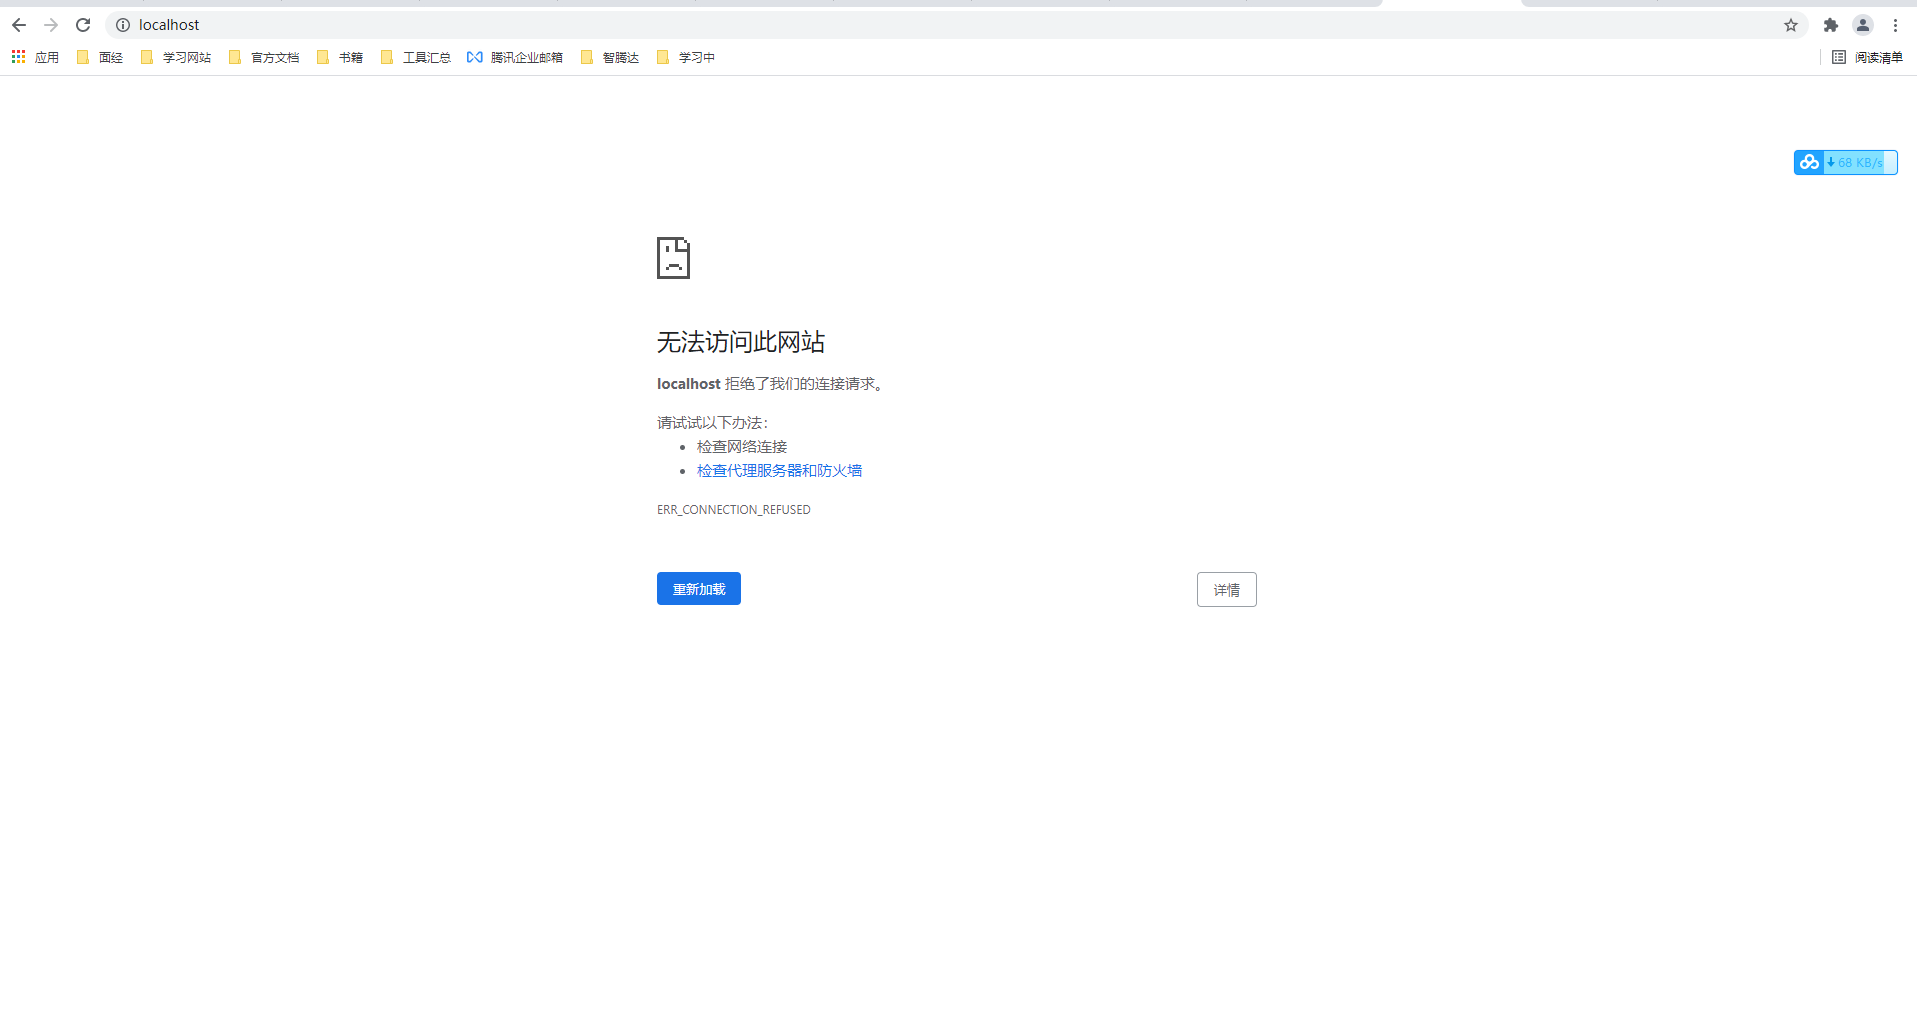 localhost
应用 面经 学习网站 官方文档 书籍 工具汇总 腾讯企业邮箱 智腾达 学习中 阅读清单
68 KB/s
无法访问此网站
localhost 拒绝了我们的连接请求。
请试试以下办法：
检查网络连接
检查代理服务器和防火墙
ERR_CONNECTION_REFUSED
重新加载 详情